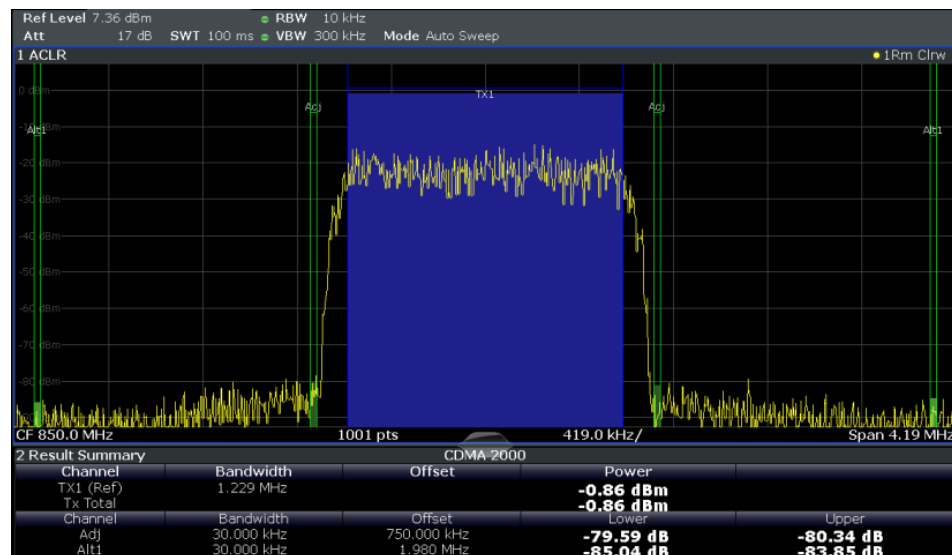 Ref Level 7.36 dBm RBW 10 kHz
Att 17 dB SWT 100 ms VBW 300 kHz Mode Auto Sweep
1 ACLR 1Rm Clrw
0 dBm
TX1
Adj Adj
Alt1 Alt1
-20 dBm
-30 dBm
-40 dBm
-50 dBm
-60 dBm
-70 dBm
-80 dBm
CF 850.0 MHz 1001 pts 419.0 kHz/ Span 4.19 MHz
2 Result Summary CDMA 2000
Channel Bandwidth Offset Power
TX1 (Ref) 1.229 MHz -0.86 dBm
Tx Total -0.86 dBm
Channel Bandwidth Offset Lower Upper
Adj 30.000 kHz 750.000 kHz -79.59 dB -80.34 dB
Alt1 30.000 kHz 1.980 MHz -85.04 dB -83.85 dB